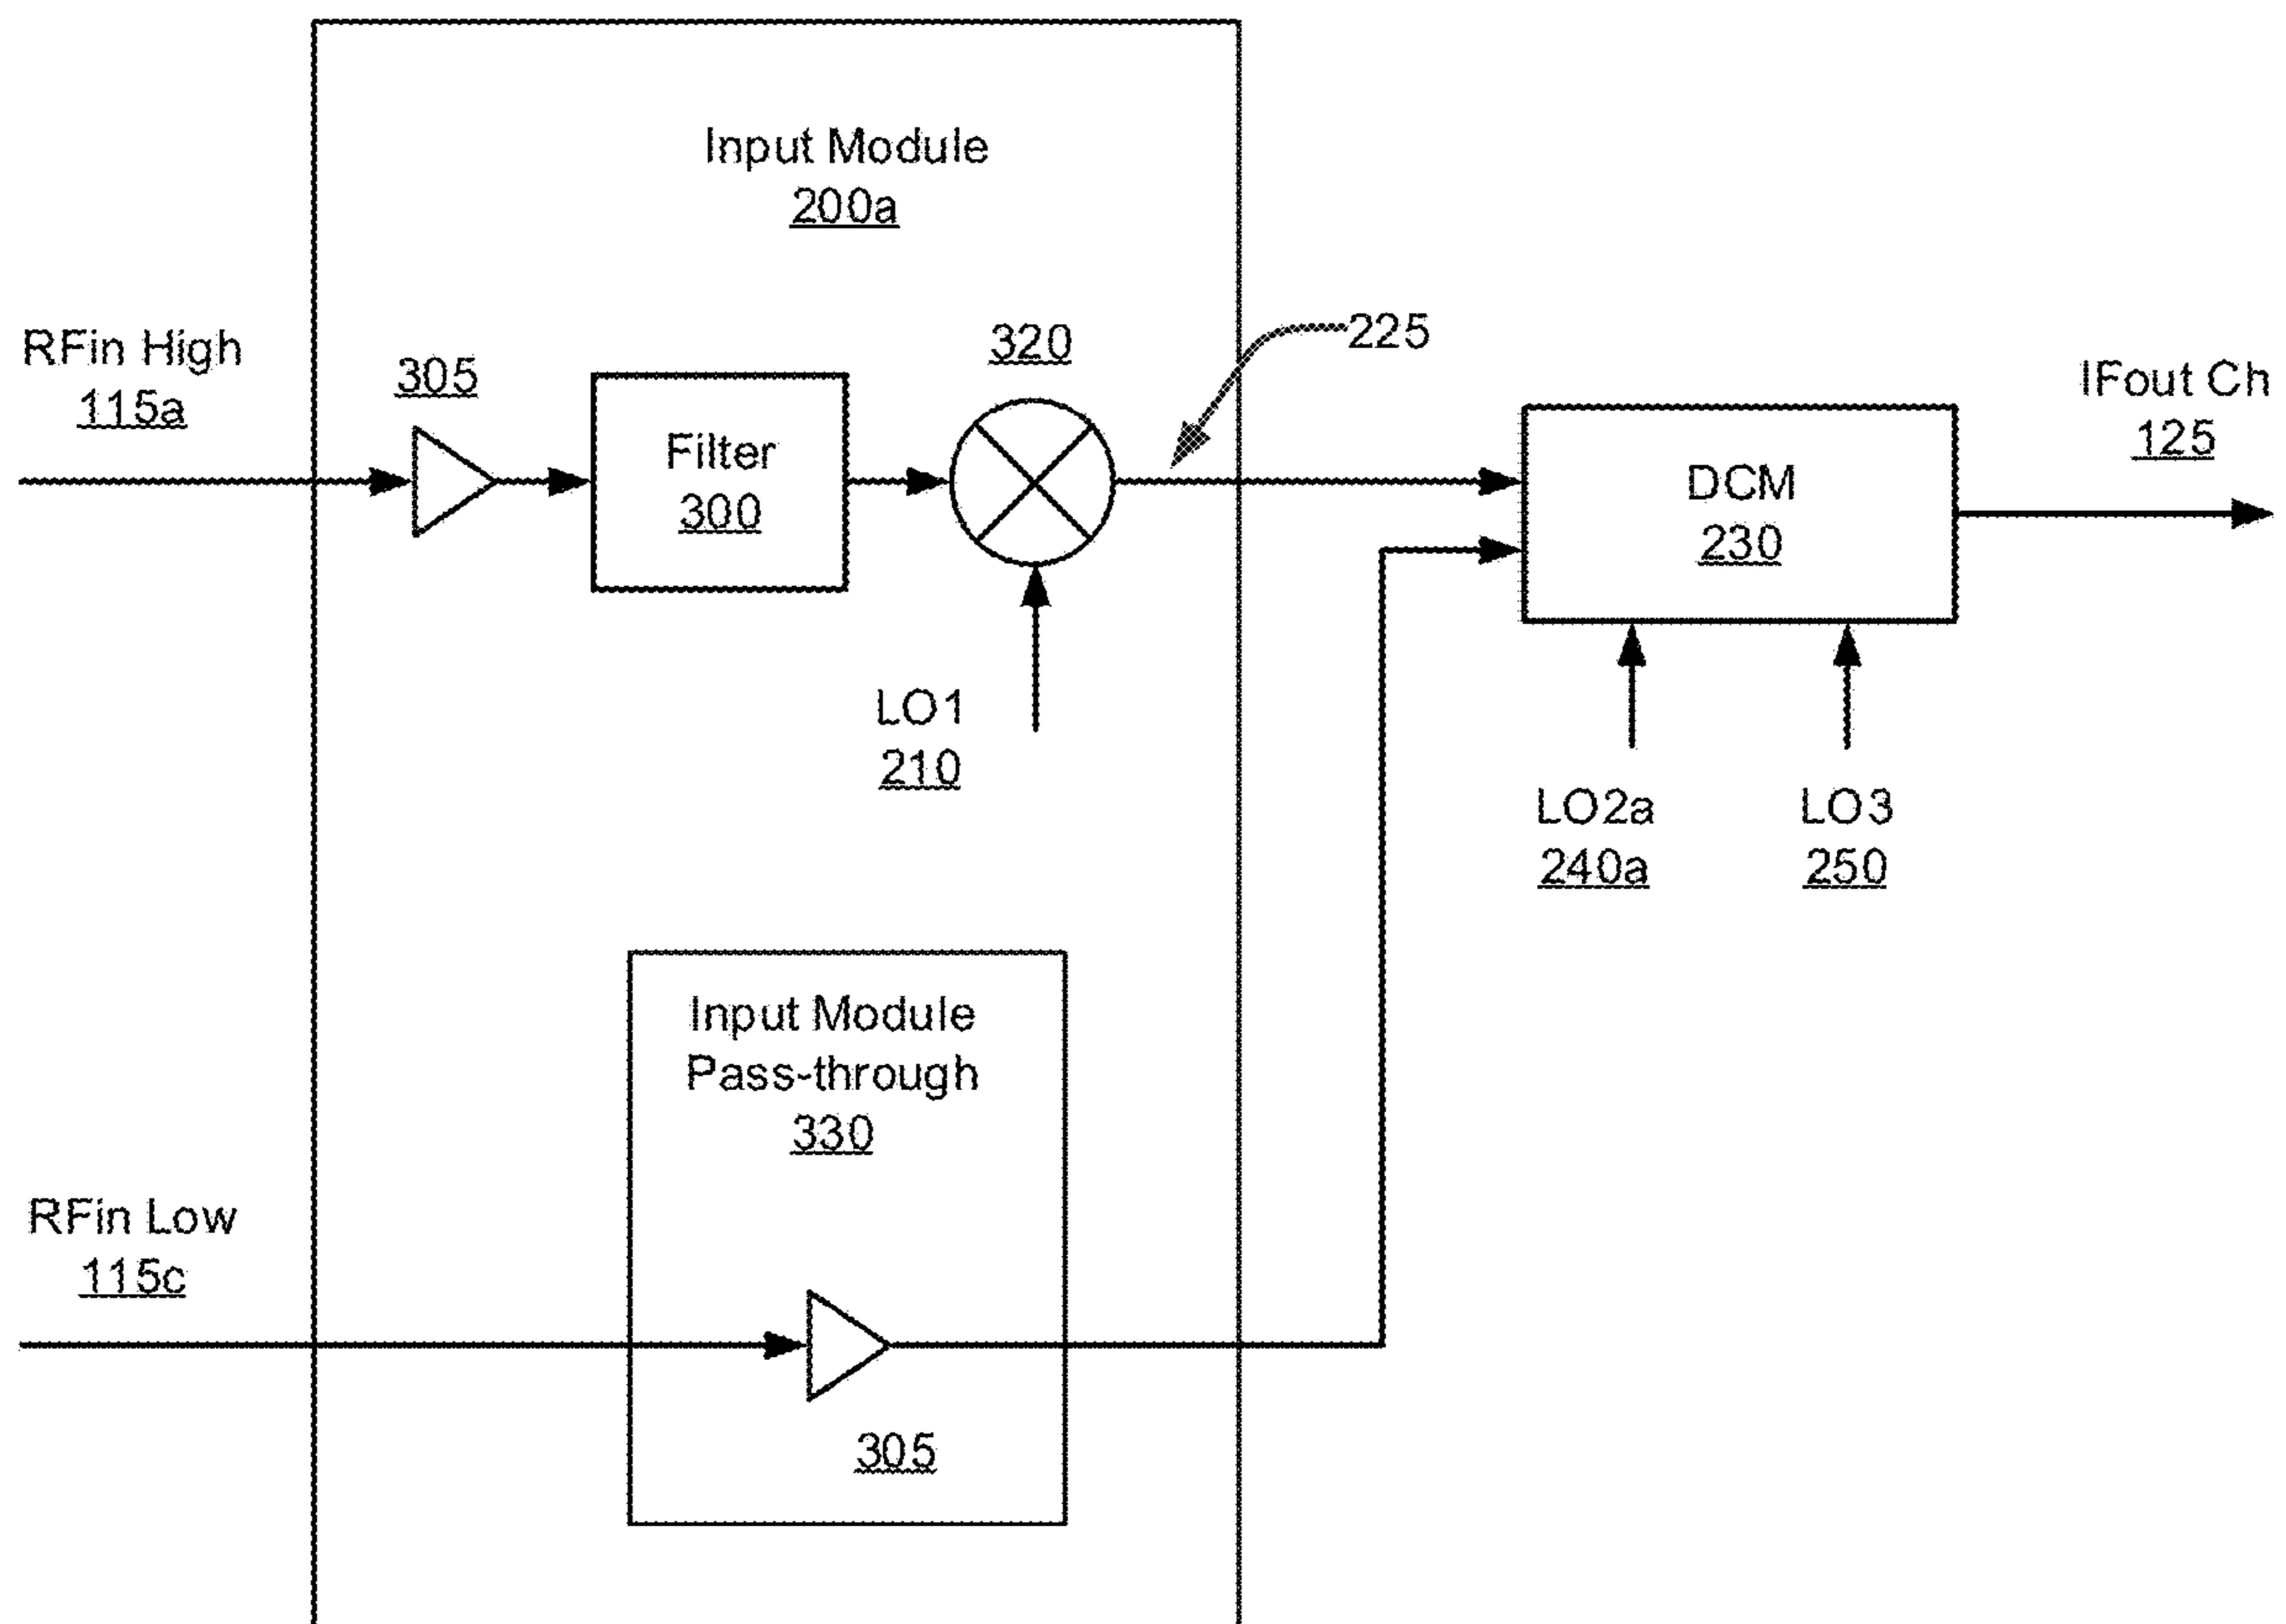 Input Module
200a
RFin High
115a
305
Filter
300
320
225
LO1
210
DCM
230
IFout Ch
125
LO2a
240a
LO3
250
Input Module
Pass-through
330
RFin Low
115c
305